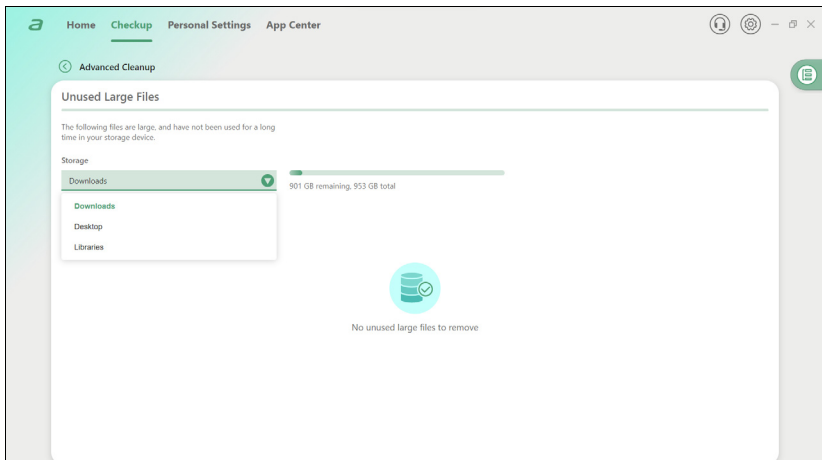 a
Home Checkup Personal Settings App Center
Advanced Cleanup
Unused Large Files
The following files are large, and have not been used for a long
time in your storage device.
Storage
Downloads
901 GB remaining, 953 GB total
Downloads
Desktop
Libraries
No unused large files to remove